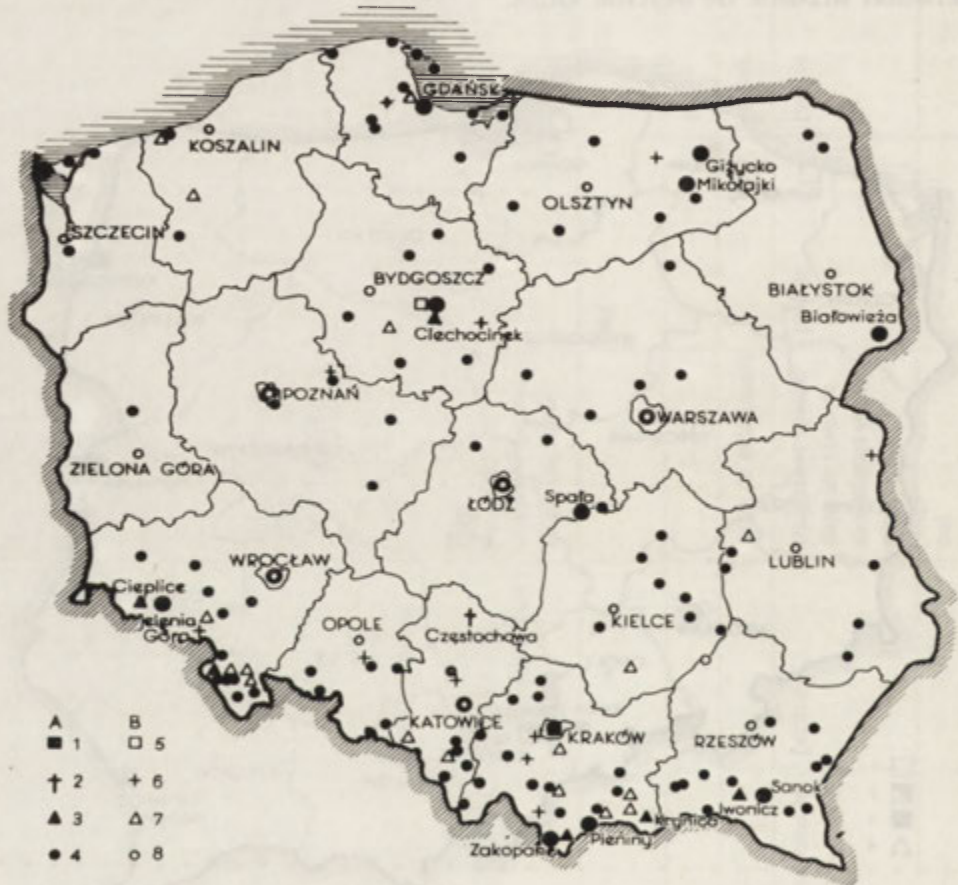 GDAŃSK
KOSZALIN
Giżycko
Mikołajki
OLSZTYN
SZCZECIN
BYDGOSZCZ
BIAŁYSTOK
Białowieża
Ciechocinek
POZNAŃ
WARSZAWA
ZIELONA GÓRA
ŁÓDŹ
Spała
WROCŁAW
LUBLIN
Cieplice
Jelenia
Góra
OPOLE
Częstochowa
KIELCE
KATOWICE
KRAKÓW
RZESZÓW
Sanok
Iwonicz
Krynica
Pieniny
Zakopane
A B
1 5
2 6
3 7
4 8